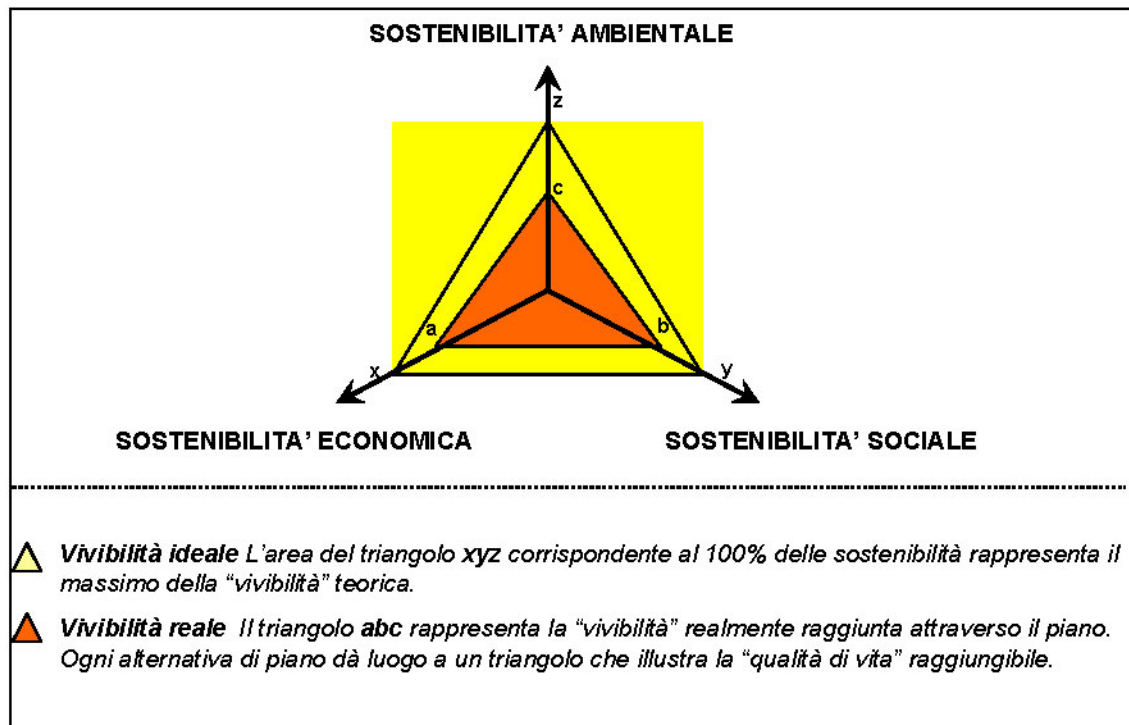 SOSTENIBILITA’ AMBIENTALE
z
c
a
b
x
y
SOSTENIBILITA’ ECONOMICA
SOSTENIBILITA’ SOCIALE
Vivibilità ideale L’area del triangolo xyz corrispondente al 100% delle sostenibilità rappresenta il
massimo della “vivibilità” teorica.
Vivibilità reale Il triangolo abc rappresenta la “vivibilità” realmente raggiunta attraverso il piano.
Ogni alternativa di piano dà luogo a un triangolo che illustra la “qualità di vita” raggiungibile.